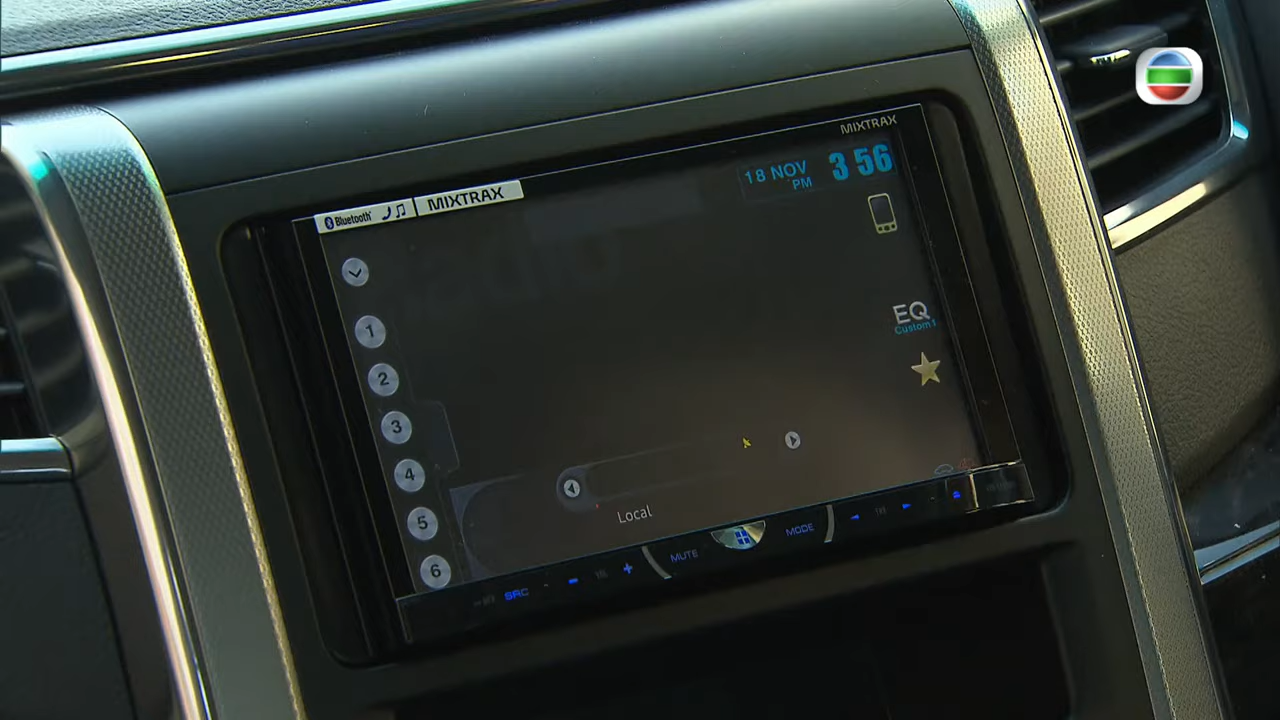 MIXTRAX
Bluetooth MIXTRAX
18 NOV PM 3 56
EQ
Custom1
1
2
3
4
5
6
Local
SRC - + MUTE MODE